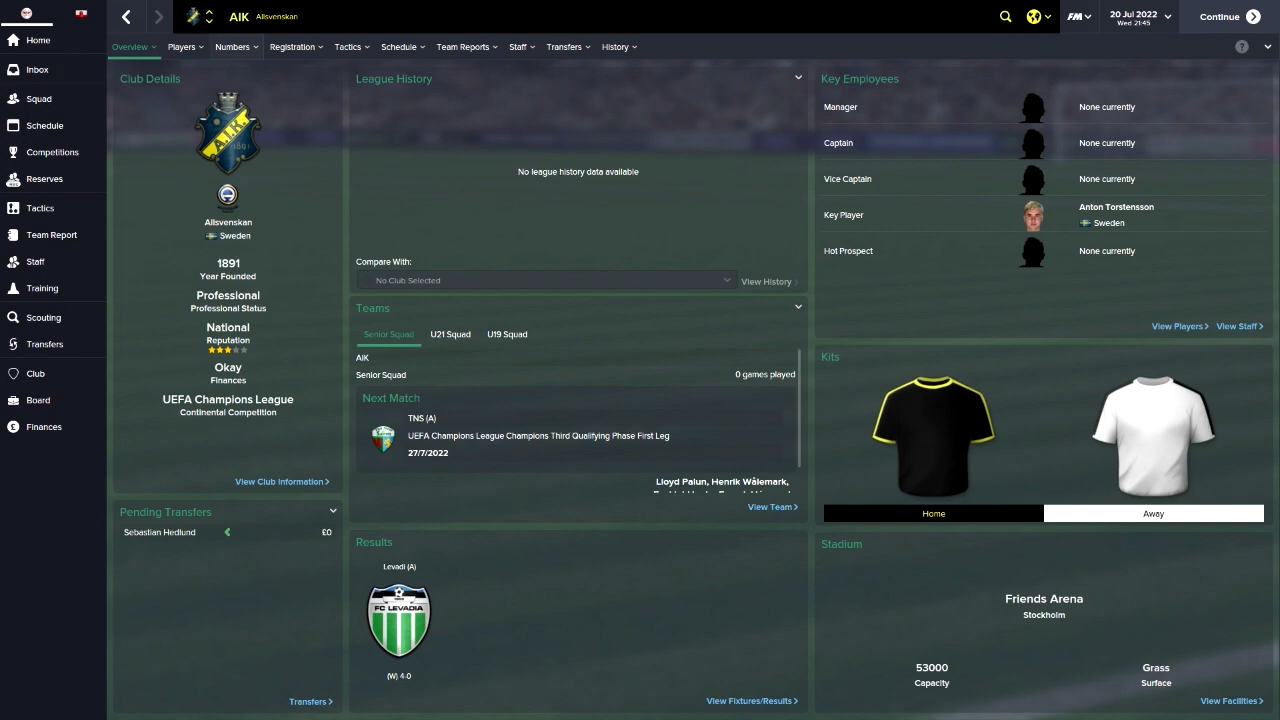 AIK Allsvenskan
FM
20 Jul 2022
Wed 21:45
Continue
Home
Inbox
Squad
Schedule
Competitions
Reserves
Tactics
Team Report
Staff
Training
Scouting
Transfers
Club
Board
Finances
Overview Players Numbers Registration Tactics Schedule Team Reports Staff Transfers History
?
Club Details
A.I.K.
1891
Allsvenskan
Sweden
1891
Year Founded
Professional
Professional Status
National
Reputation
Okay
Finances
UEFA Champions League
Continental Competition
View Club Information >
Pending Transfers
Sebastian Hedlund £0
Transfers >
League History
No league history data available
Compare With:
No Club Selected
View History >
Teams
Senior Squad U21 Squad U19 Squad
AIK
Senior Squad 0 games played
Next Match
TNS (A)
UEFA Champions League Champions Third Qualifying Phase First Leg
27/7/2022
Lloyd Palun, Henrik Wålemark,
View Team >
Results
Levadi (A)
FC LEVADIA
(W) 4-0
View Fixtures/Results >
Key Employees
Manager None currently
Captain None currently
Vice Captain None currently
Key Player Anton Torstensson
Sweden
Hot Prospect None currently
View Players > View Staff >
Kits
Home Away
Stadium
Friends Arena
Stockholm
53000
Capacity
Grass
Surface
View Facilities >